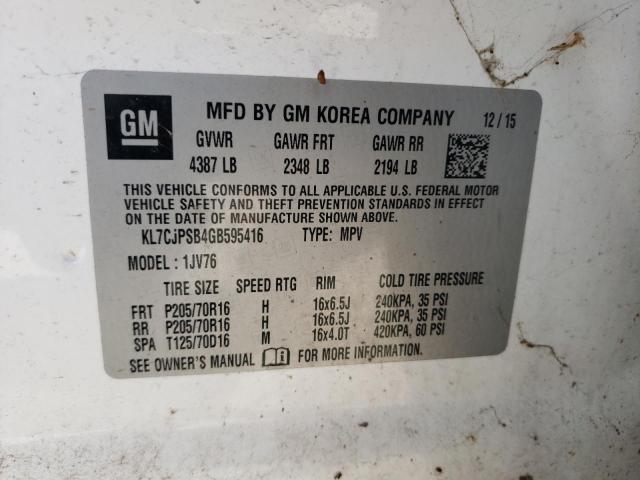 GM MFD BY GM KOREA COMPANY 12/15
GVWR GAWR FRT GAWR RR
4387 LB 2348 LB 2194 LB
THIS VEHICLE CONFORMS TO ALL APPLICABLE U.S. FEDERAL MOTOR
VEHICLE SAFETY AND THEFT PREVENTION STANDARDS IN EFFECT ON
THE DATE OF MANUFACTURE SHOWN ABOVE.
KL7CJPSB4GB595416 TYPE: MPV
MODEL: 1JV76
TIRE SIZE SPEED RTG RIM COLD TIRE PRESSURE
FRT P205/70R16 H 16x6.5J 240KPA, 35 PSI
RR P205/70R16 H 16x6.5J 240KPA, 35 PSI
SPA T125/70D16 M 16x4.0T 420KPA, 60 PSI
SEE OWNER'S MANUAL FOR MORE INFORMATION.